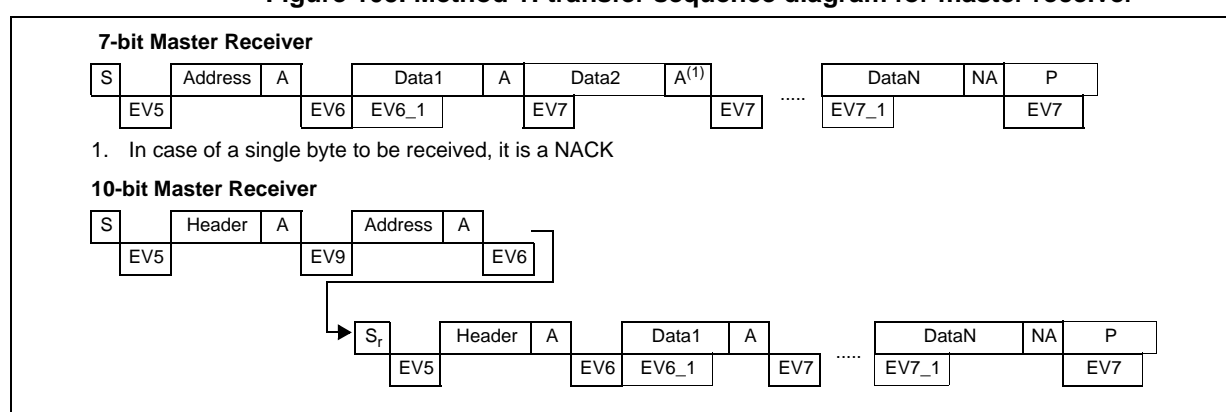 Figure 103. Method 1: transfer sequence diagram for master receiver
7-bit Master Receiver
S Address A Data1 A Data2 A(1) ..... DataN NA P
EV5 EV6 EV6_1 EV7 EV7 EV7_1 EV7
1. In case of a single byte to be received, it is a NACK
10-bit Master Receiver
S Header A Address A
EV5 EV9 EV6
Sr Header A Data1 A ..... DataN NA P
EV5 EV6 EV6_1 EV7 EV7_1 EV7